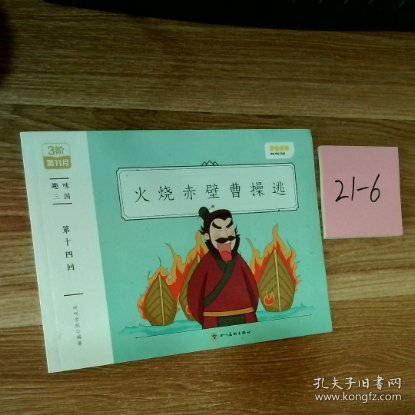 3阶
第11月
趣味
三国
第十四回
火烧赤壁曹操逃
21-6
孔夫子旧书网
www.kongfz.com